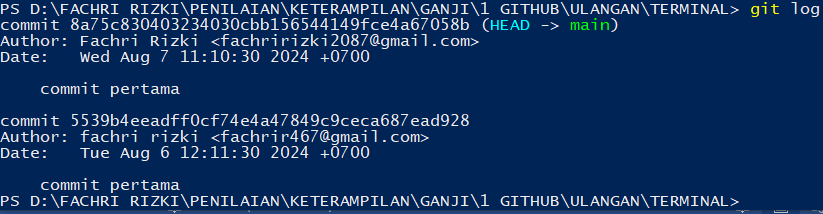 PS D:\FACHRI RIZKI\PENILAIAN\KETERAMPILAN\GANJI\1 GITHUB\ULANGAN\TERMINAL> git log
commit 8a75c830403234030cbb156544149fce4a67058b (HEAD -> main)
Author: Fachri Rizki <fachririzki2087@gmail.com>
Date:   Wed Aug 7 11:10:30 2024 +0700
    commit pertama
commit 5539b4eeadff0cf74e4a47849c9ceca687ead928
Author: fachri rizki <fachrir467@gmail.com>
Date:   Tue Aug 6 12:11:30 2024 +0700
    commit pertama
PS D:\FACHRI RIZKI\PENILAIAN\KETERAMPILAN\GANJI\1 GITHUB\ULANGAN\TERMINAL>